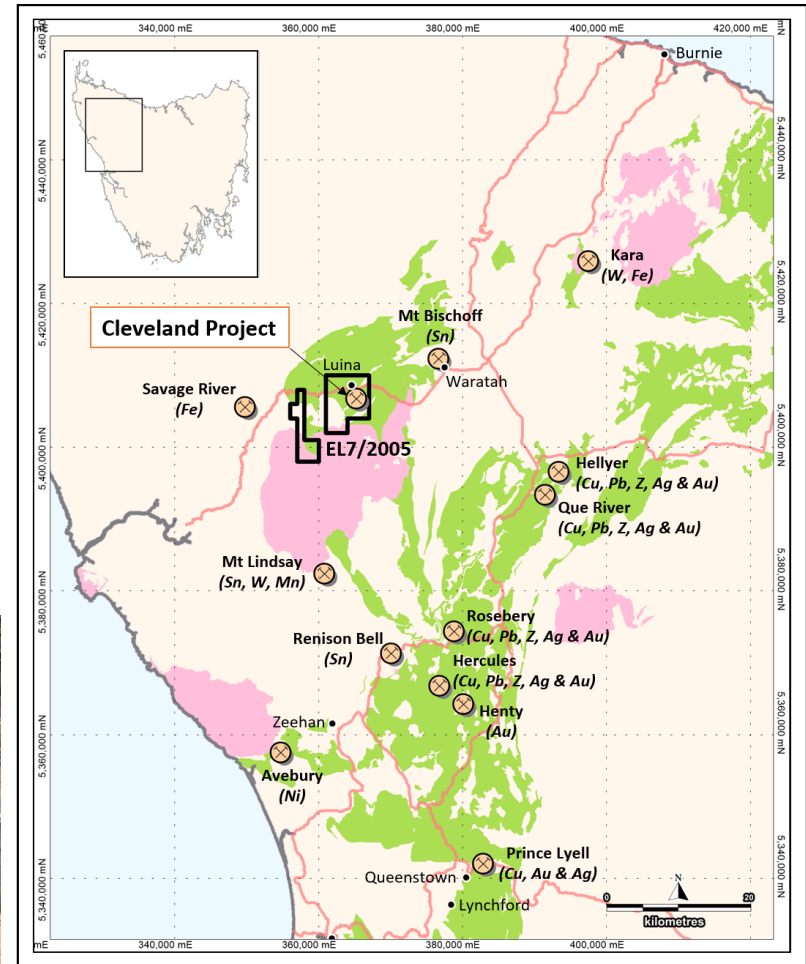 mE 340,000 mE 360,000 mE 380,000 mE 400,000 mE 420,000 mE mN
5,460
Burnie
5,440,000 mN
5,440,000 mN
Kara
(W, Fe)
5,420,000 mN
5,420,000 mN
Mt Bischoff
(Sn)
Cleveland Project
Luina
Waratah
Savage River
(Fe)
EL7/2005
5,400,000 mN
5,400,000 mN
Hellyer
(Cu, Pb, Z, Ag & Au)
Que River
(Cu, Pb, Z, Ag & Au)
Mt Lindsay
(Sn, W, Mn)
5,380,000 mN
5,380,000 mN
Rosebery
(Cu, Pb, Z, Ag & Au)
Renison Bell
(Sn)
Hercules
(Cu, Pb, Z, Ag & Au)
Henty
(Au)
5,360,000 mN
5,360,000 mN
Zeehan
Avebury
(Ni)
Prince Lyell
(Cu, Au & Ag)
Queenstown
Lynchford
5,340,000 mN
5,340,000 mN
N
0 20
kilometres
mE 340,000 mE 360,000 mE 380,000 mE 400,000 mE mN